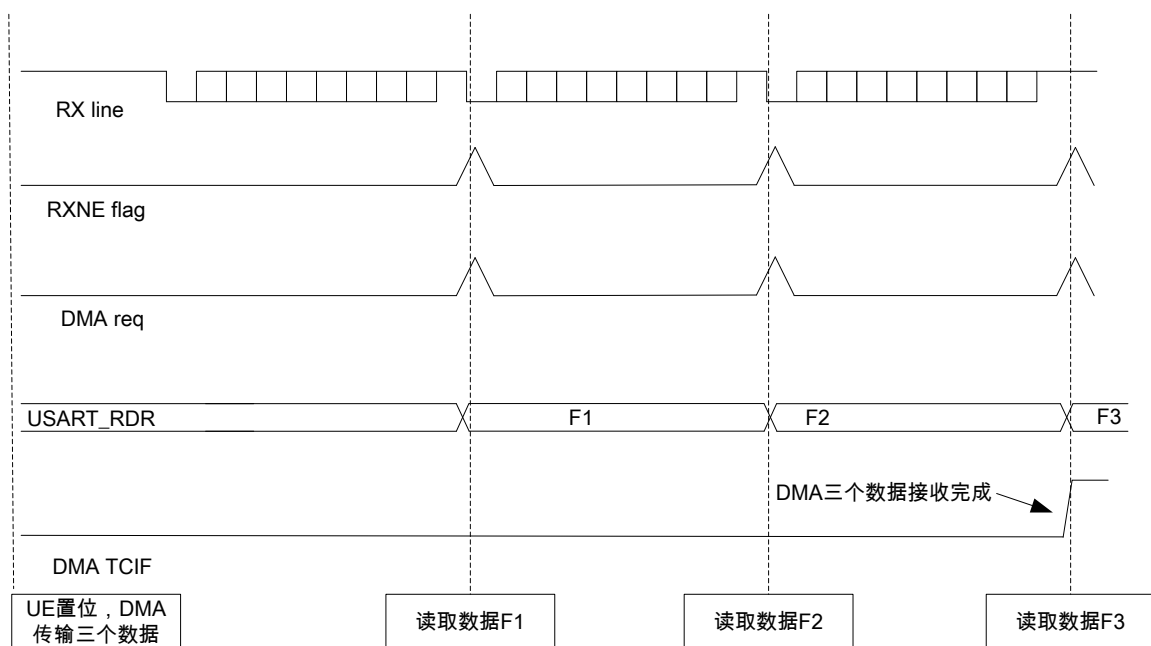 RX line
RXNE flag
DMA req
USART_RDR
F1
F2
F3
DMA三个数据接收完成
DMA TCIF
UE置位，DMA
传输三个数据
读取数据F1
读取数据F2
读取数据F3